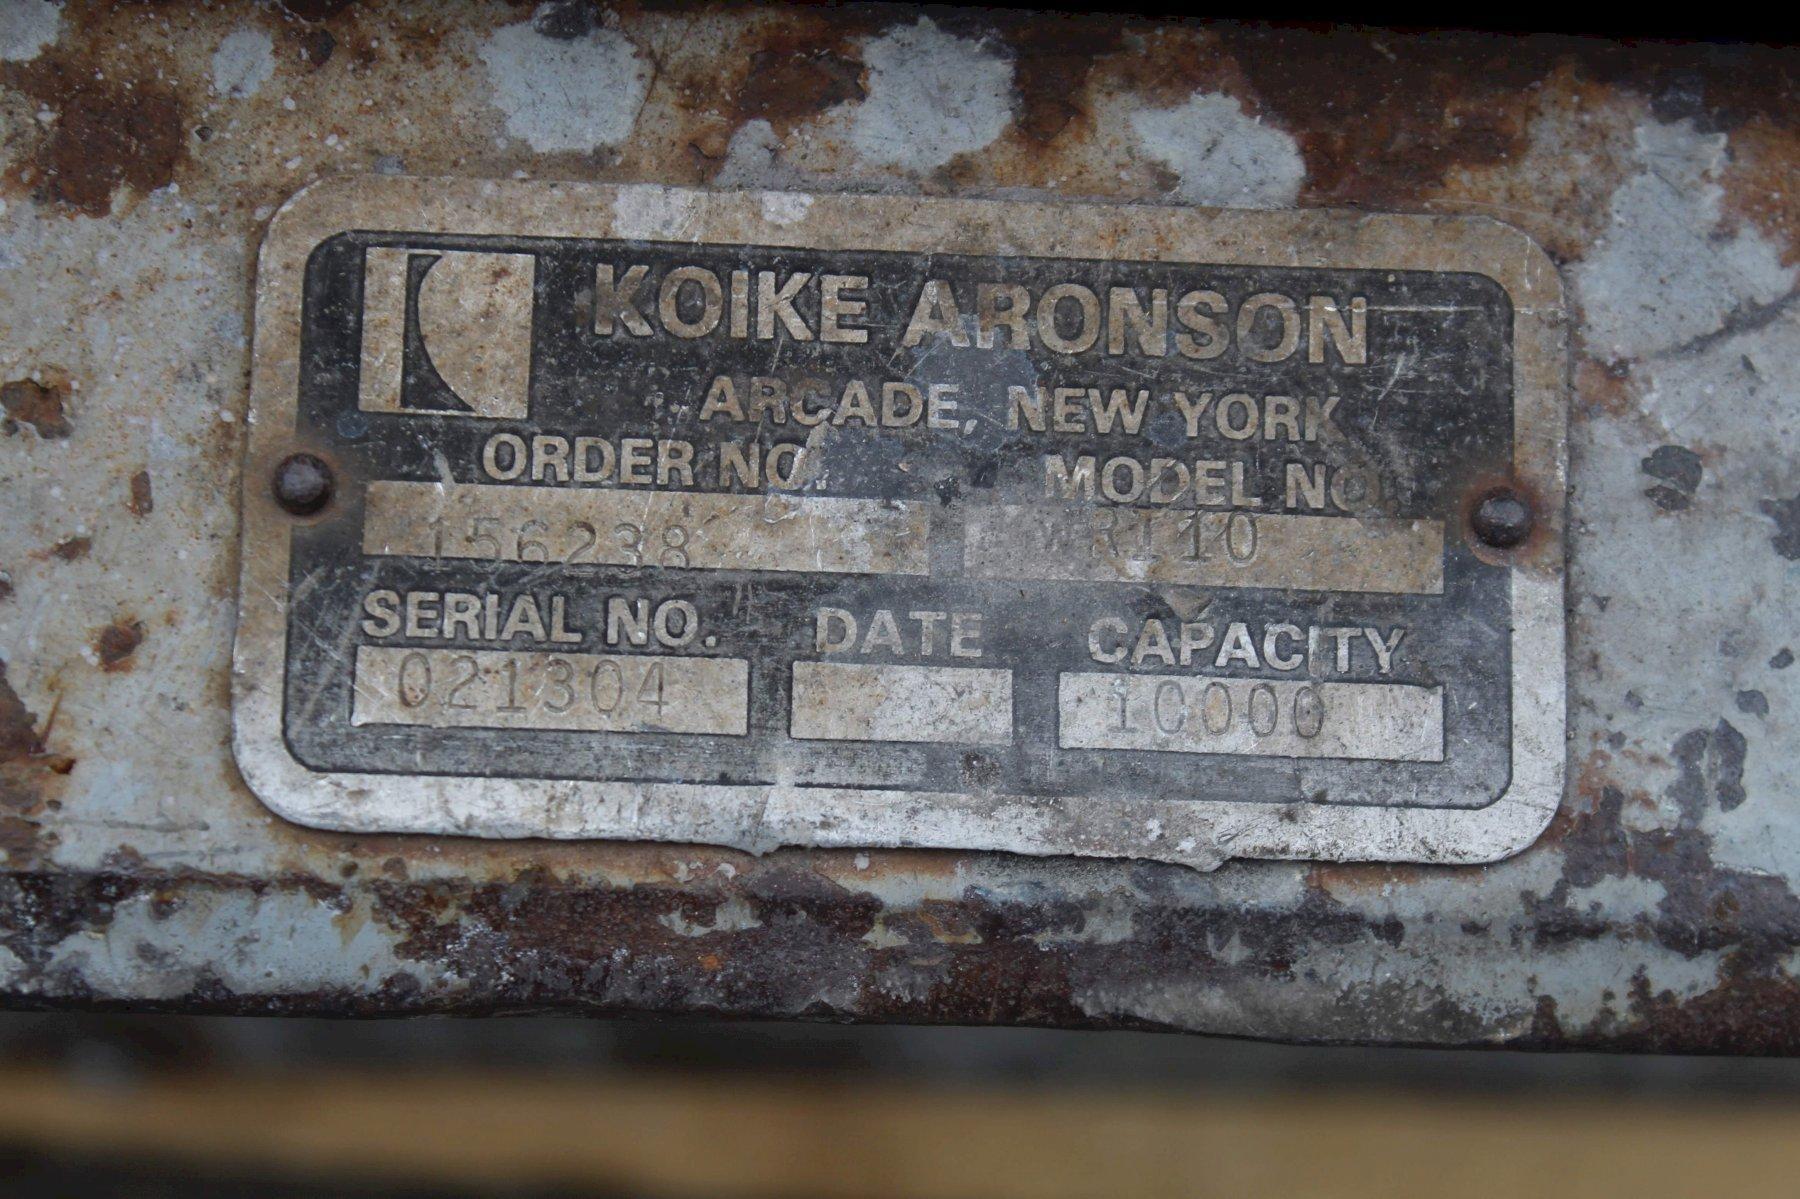 KOIKE ARONSON
ARCADE, NEW YORK
ORDER NO. MODEL NO.
156238
SERIAL NO. DATE CAPACITY
021304 10000